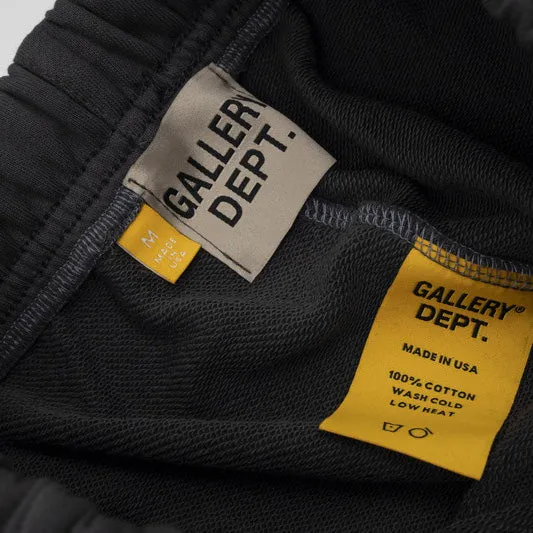 GALLERY
DEPT.
M
MADE
IN
USA
GALLERY®
DEPT.
MADE IN USA
100% COTTON
WASH COLD
LOW HEAT